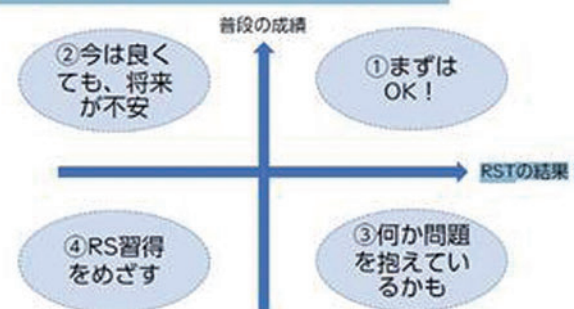 普段の成績
②今は良く
ても、将来
が不安
①まずは
OK！
RSTの結果
④RS習得
をめざす
③何か問題
を抱えてい
るかも